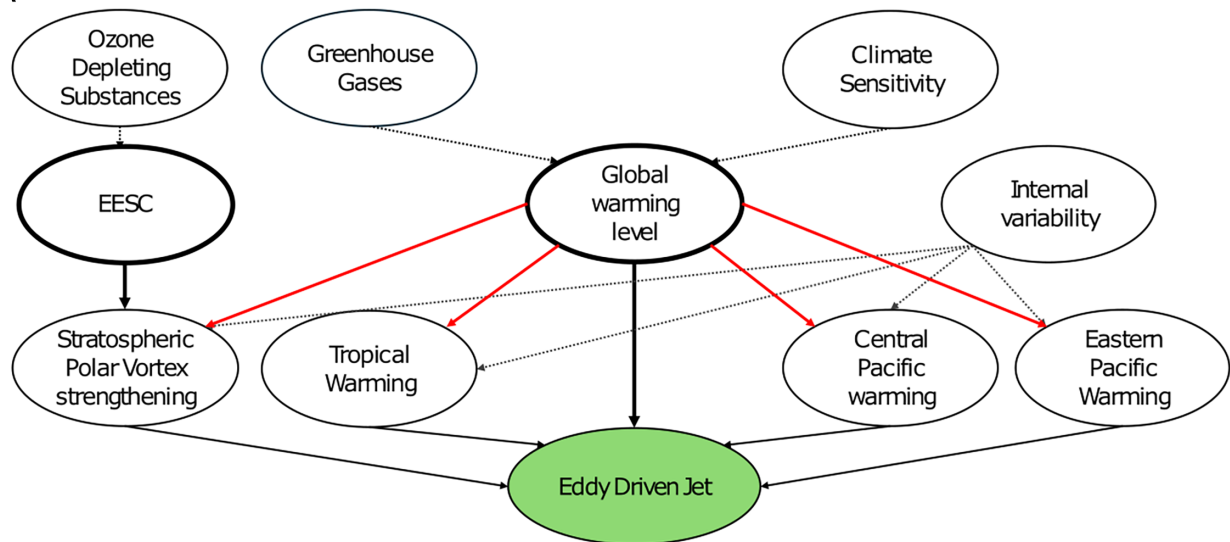 Ozone
Depleting
Substances
Greenhouse
Gases
Climate
Sensitivity
EESC
Global
warming
level
Internal
variability
Stratospheric
Polar Vortex
strengthening
Tropical
Warming
Central
Pacific
warming
Eastern
Pacific
Warming
Eddy Driven Jet